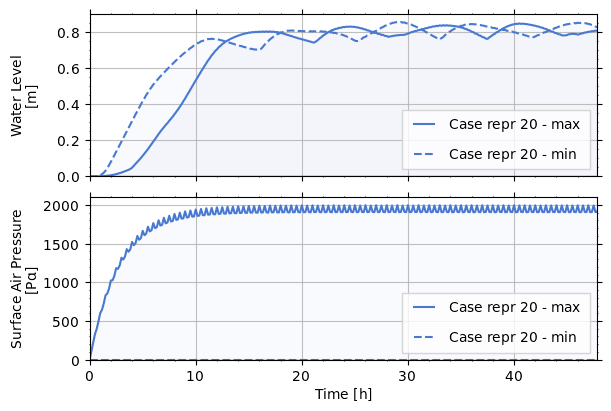 0.8
0.6
0.4
0.2
0.0
Water Level
[m]
Case repr 20 - max
Case repr 20 - min
2000
1500
1000
500
0
Surface Air Pressure
[Pa]
Case repr 20 - max
Case repr 20 - min
0 10 20 30 40
Time [h]